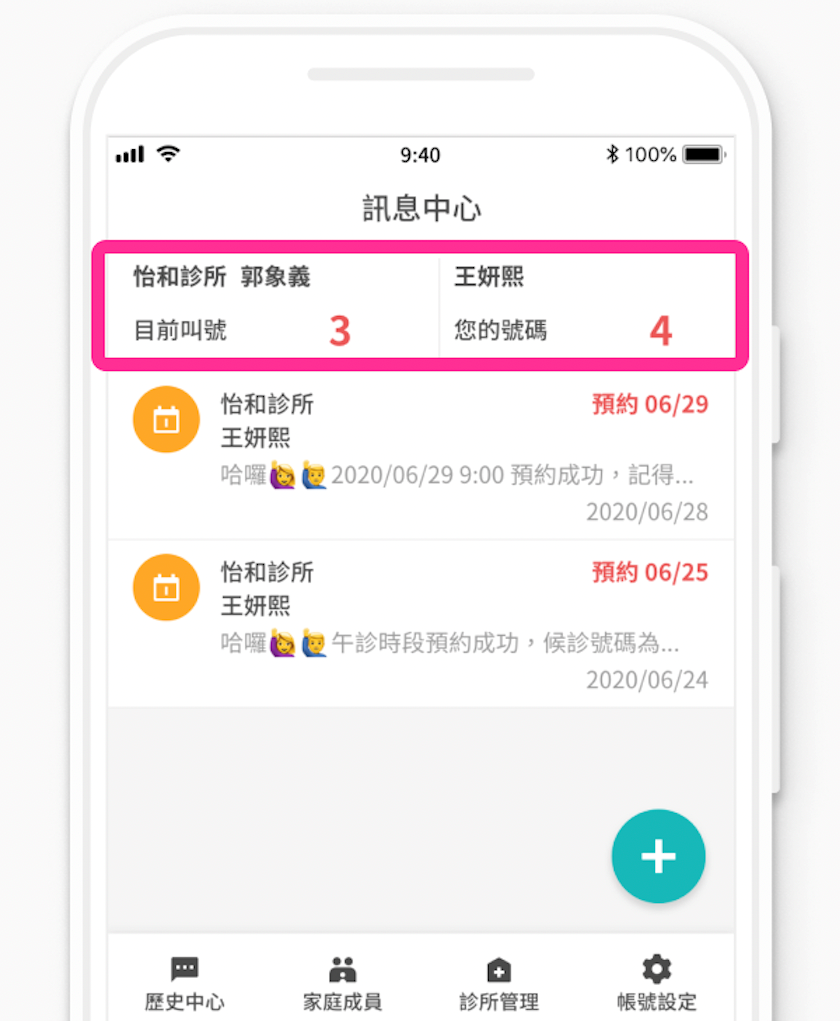 9:40
100%
訊息中心
怡和診所 郭象義
王妍熙
目前叫號 3
您的號碼 4
怡和診所 預約 06/29
王妍熙
哈囉🙋‍♀️🙋‍♂️2020/06/29 9:00 預約成功，記得...
2020/06/28
怡和診所 預約 06/25
王妍熙
哈囉🙋‍♀️🙋‍♂️午診時段預約成功，候診號碼為...
2020/06/24
+
歷史中心 家庭成員 診所管理 帳號設定